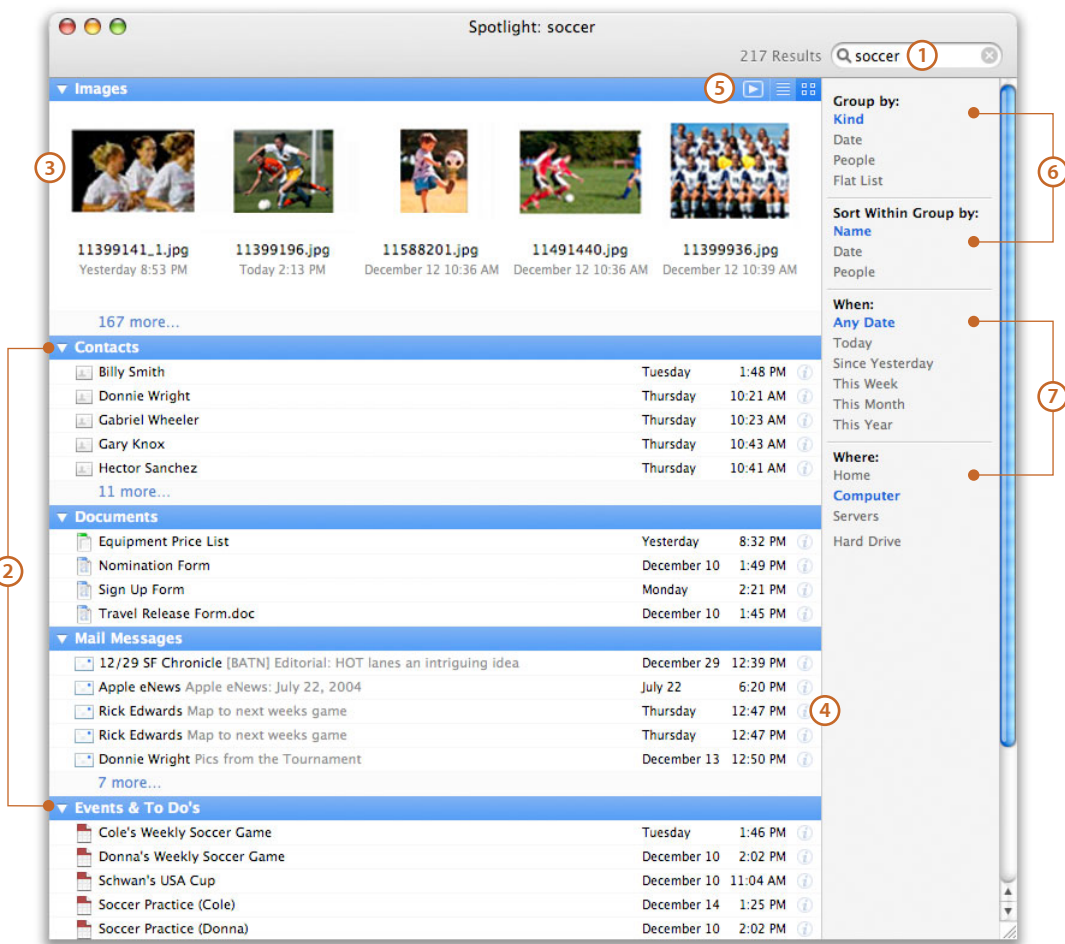 Spotlight: soccer
217 Results soccer 1
Images 5
3
11399141_1.jpg
Yesterday 8:53 PM
11399196.jpg
Today 2:13 PM
11588201.jpg
December 12 10:36 AM
11491440.jpg
December 12 10:36 AM
11399936.jpg
December 12 10:39 AM
167 more...
Contacts
Billy Smith Tuesday 1:48 PM
Donnie Wright Thursday 10:21 AM
Gabriel Wheeler Thursday 10:23 AM
Gary Knox Thursday 10:43 AM
Hector Sanchez Thursday 10:41 AM
11 more...
Documents
Equipment Price List Yesterday 8:32 PM
Nomination Form December 10 1:49 PM
2
Sign Up Form Monday 2:21 PM
Travel Release Form.doc December 10 1:45 PM
Mail Messages
12/29 SF Chronicle [BATN] Editorial: HOT lanes an intriguing idea December 29 12:39 PM
Apple eNews Apple eNews: July 22, 2004 July 22 6:20 PM
Rick Edwards Map to next weeks game Thursday 12:47 PM 4
Rick Edwards Map to next weeks game Thursday 12:47 PM
Donnie Wright Pics from the Tournament December 13 12:50 PM
7 more...
Events & To Do's
Cole's Weekly Soccer Game Tuesday 1:46 PM
Donna's Weekly Soccer Game December 10 2:02 PM
Schwan's USA Cup December 10 11:04 AM
Soccer Practice (Cole) December 14 1:25 PM
Soccer Practice (Donna) December 10 2:02 PM
Group by:
Kind
Date
People
Flat List
6
Sort Within Group by:
Name
Date
People
When:
Any Date
Today
Since Yesterday
This Week
7
This Month
This Year
Where:
Home
Computer
Servers
Hard Drive